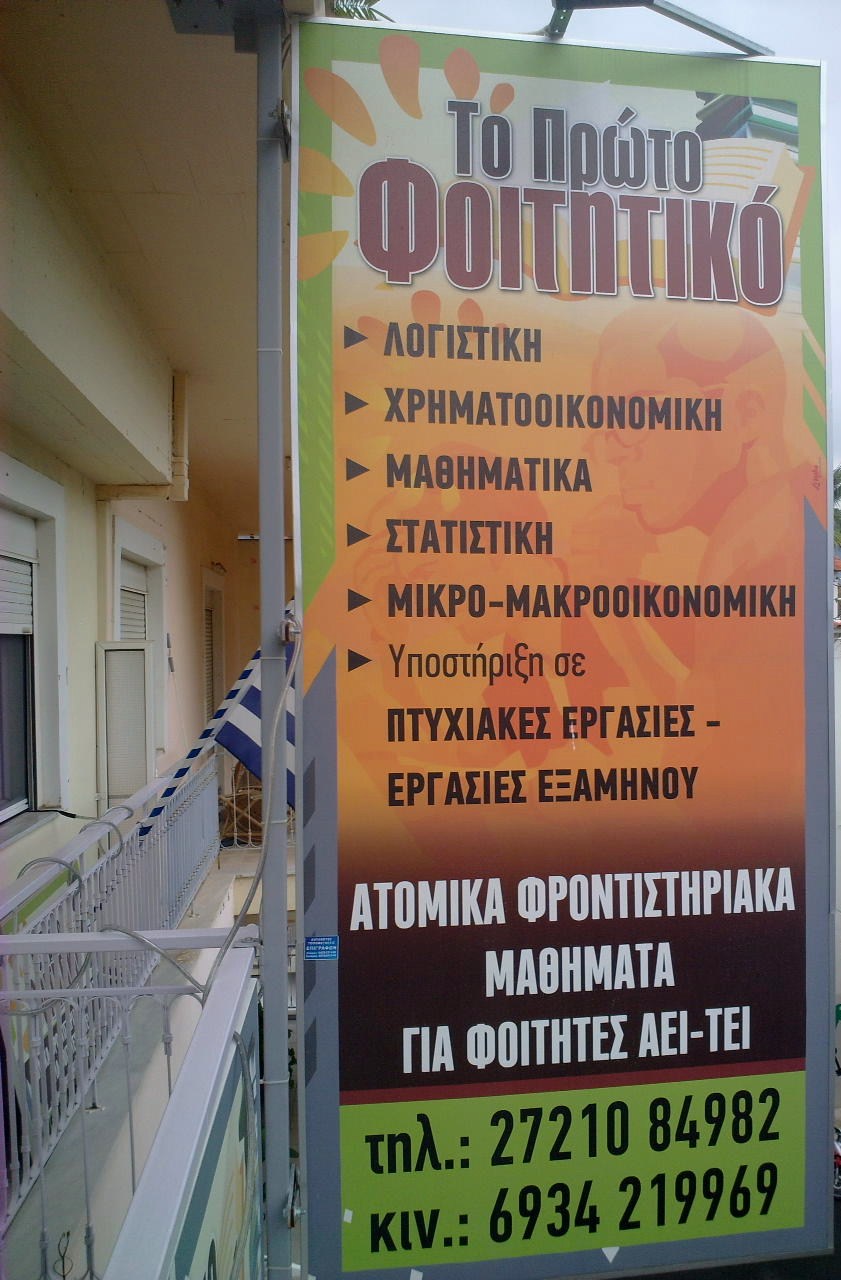 Το Πρώτο
Φοιτητικό
► ΛΟΓΙΣΤΙΚΗ
► ΧΡΗΜΑΤΟΟΙΚΟΝΟΜΙΚΗ
► ΜΑΘΗΜΑΤΙΚΑ
► ΣΤΑΤΙΣΤΙΚΗ
► ΜΙΚΡΟ-ΜΑΚΡΟΟΙΚΟΝΟΜΙΚΗ
► Υποστήριξη σε
ΠΤΥΧΙΑΚΕΣ ΕΡΓΑΣΙΕΣ –
ΕΡΓΑΣΙΕΣ ΕΞΑΜΗΝΟΥ
ΑΤΟΜΙΚΑ ΦΡΟΝΤΙΣΤΗΡΙΑΚΑ
ΜΑΘΗΜΑΤΑ
ΓΙΑ ΦΟΙΤΗΤΕΣ ΑΕΙ-ΤΕΙ
τηλ.: 27210 84982
κιν.: 6934 219969